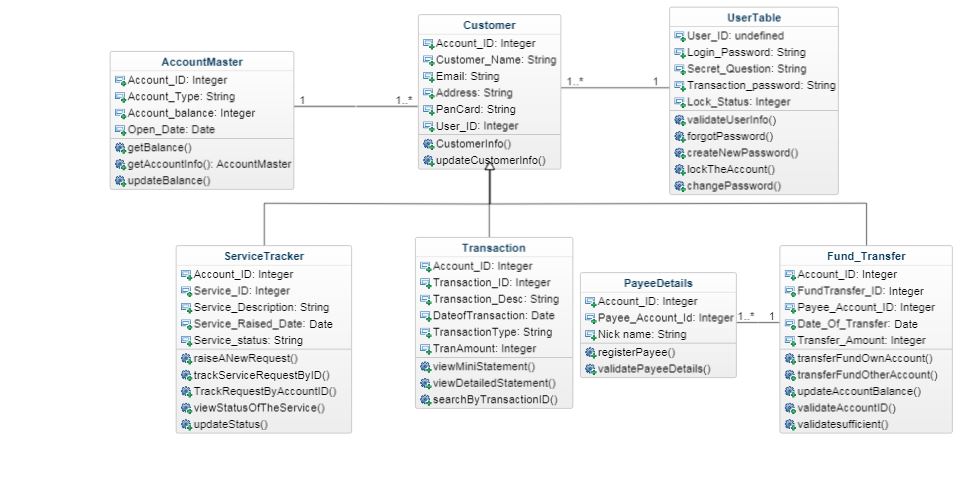 AccountMaster
Account_ID: Integer
Account_Type: String
Account_balance: Integer
Open_Date: Date
getBalance()
getAccountInfo(): AccountMaster
updateBalance()
1
1..*
Customer
Account_ID: Integer
Customer_Name: String
Email: String
Address: String
PanCard: String
User_ID: Integer
CustomerInfo()
updateCustomerInfo()
1..*
1
UserTable
User_ID: undefined
Login_Password: String
Secret_Question: String
Transaction_password: String
Lock_Status: Integer
validateUserInfo()
forgotPassword()
createNewPassword()
lockTheAccount()
changePassword()
ServiceTracker
Account_ID: Integer
Service_ID: Integer
Service_Description: String
Service_Raised_Date: Date
Service_status: String
raiseANewRequest()
trackServiceRequestByID()
TrackRequestByAccountID()
viewStatusOfTheService()
updateStatus()
Transaction
Account_ID: Integer
Transaction_ID: Integer
Transaction_Desc: String
DateofTransaction: Date
TransactionType: String
TranAmount: Integer
viewMiniStatement()
viewDetailedStatement()
searchByTransactionID()
PayeeDetails
Account_ID: Integer
Payee_Account_Id: Integer
Nick name: String
registerPayee()
validatePayeeDetails()
1..*
1
Fund_Transfer
Account_ID: Integer
FundTransfer_ID: Integer
Payee_Account_ID: Integer
Date_Of_Transfer: Date
Transfer_Amount: Integer
transferFundOwnAccount()
transferFundOtherAccount()
updateAccountBalance()
validateAccountID()
validatesufficient()